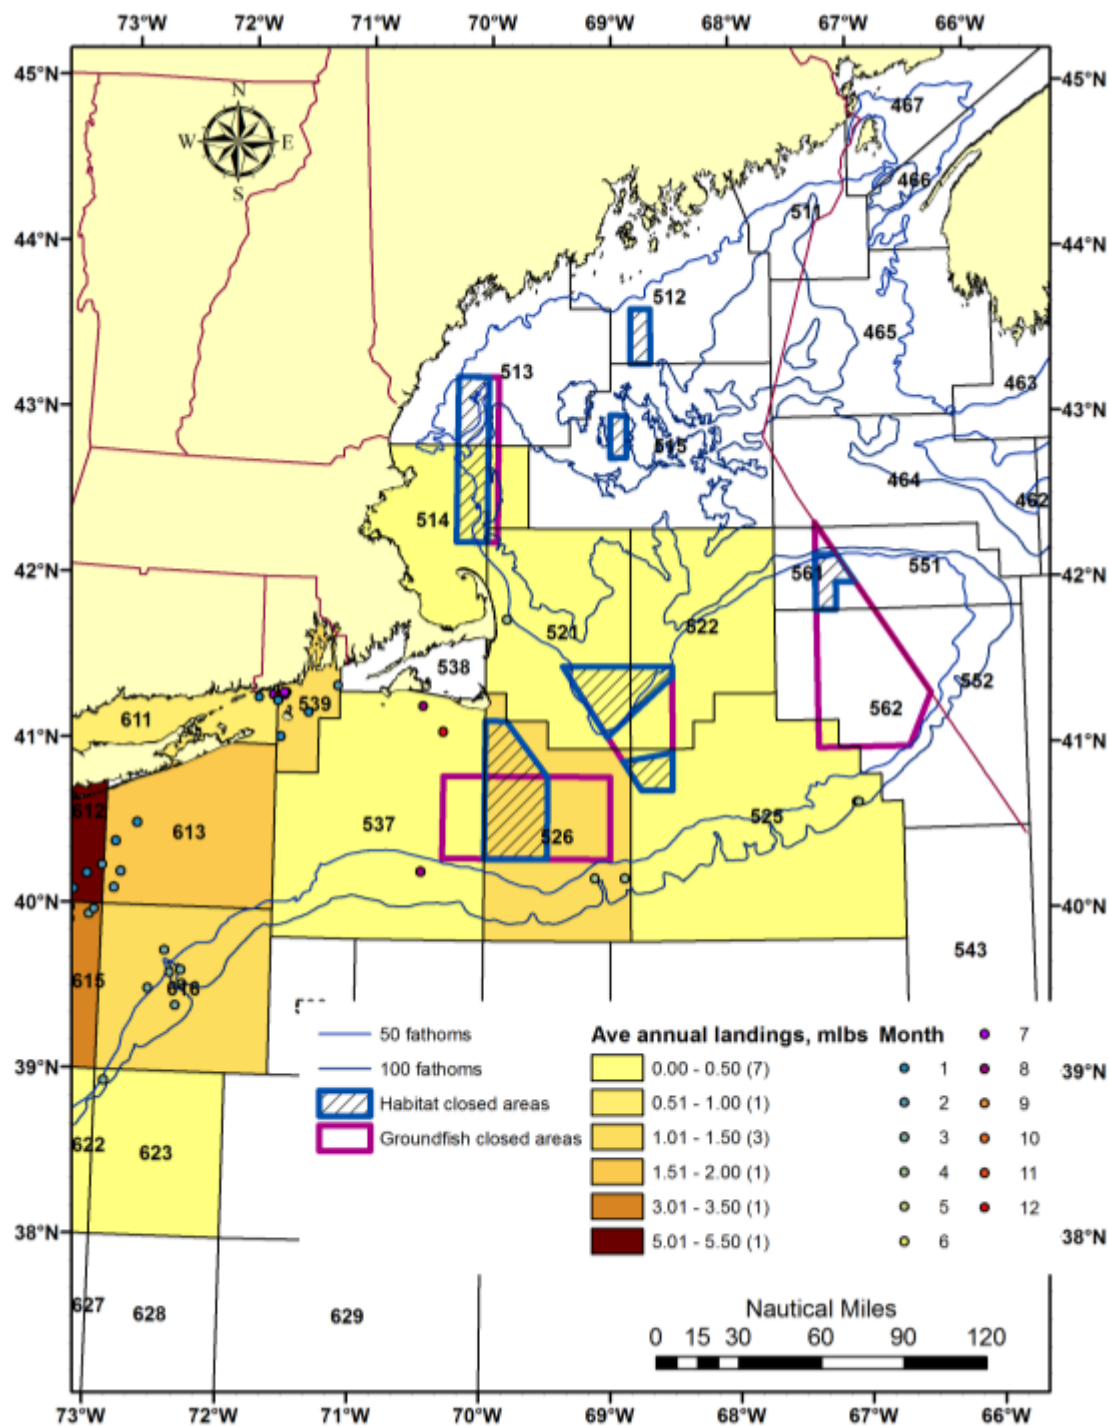 73°W 72°W 71°W 70°W 69°W 68°W 67°W 66°W
45°N 45°N
467
N
W E
S
466
511
44°N 44°N
512
465
513
463
43°N 43°N
515
464
462
514
42°N 42°N
561 551
521 522
538
552
611 539
562
41°N 41°N
612
613 537 526 525
40°N 40°N
543
615 616
39°N 39°N
50 fathoms
100 fathoms
Habitat closed areas
Groundfish closed areas
Ave annual landings, mlbs
0.00 - 0.50 (7)
0.51 - 1.00 (1)
1.01 - 1.50 (3)
1.51 - 2.00 (1)
3.01 - 3.50 (1)
5.01 - 5.50 (1)
Month
1
2
3
4
5
6
7
8
9
10
11
12
622 623
38°N 38°N
627 628 629
Nautical Miles
0 15 30 60 90 120
73°W 72°W 71°W 70°W 69°W 68°W 67°W 66°W